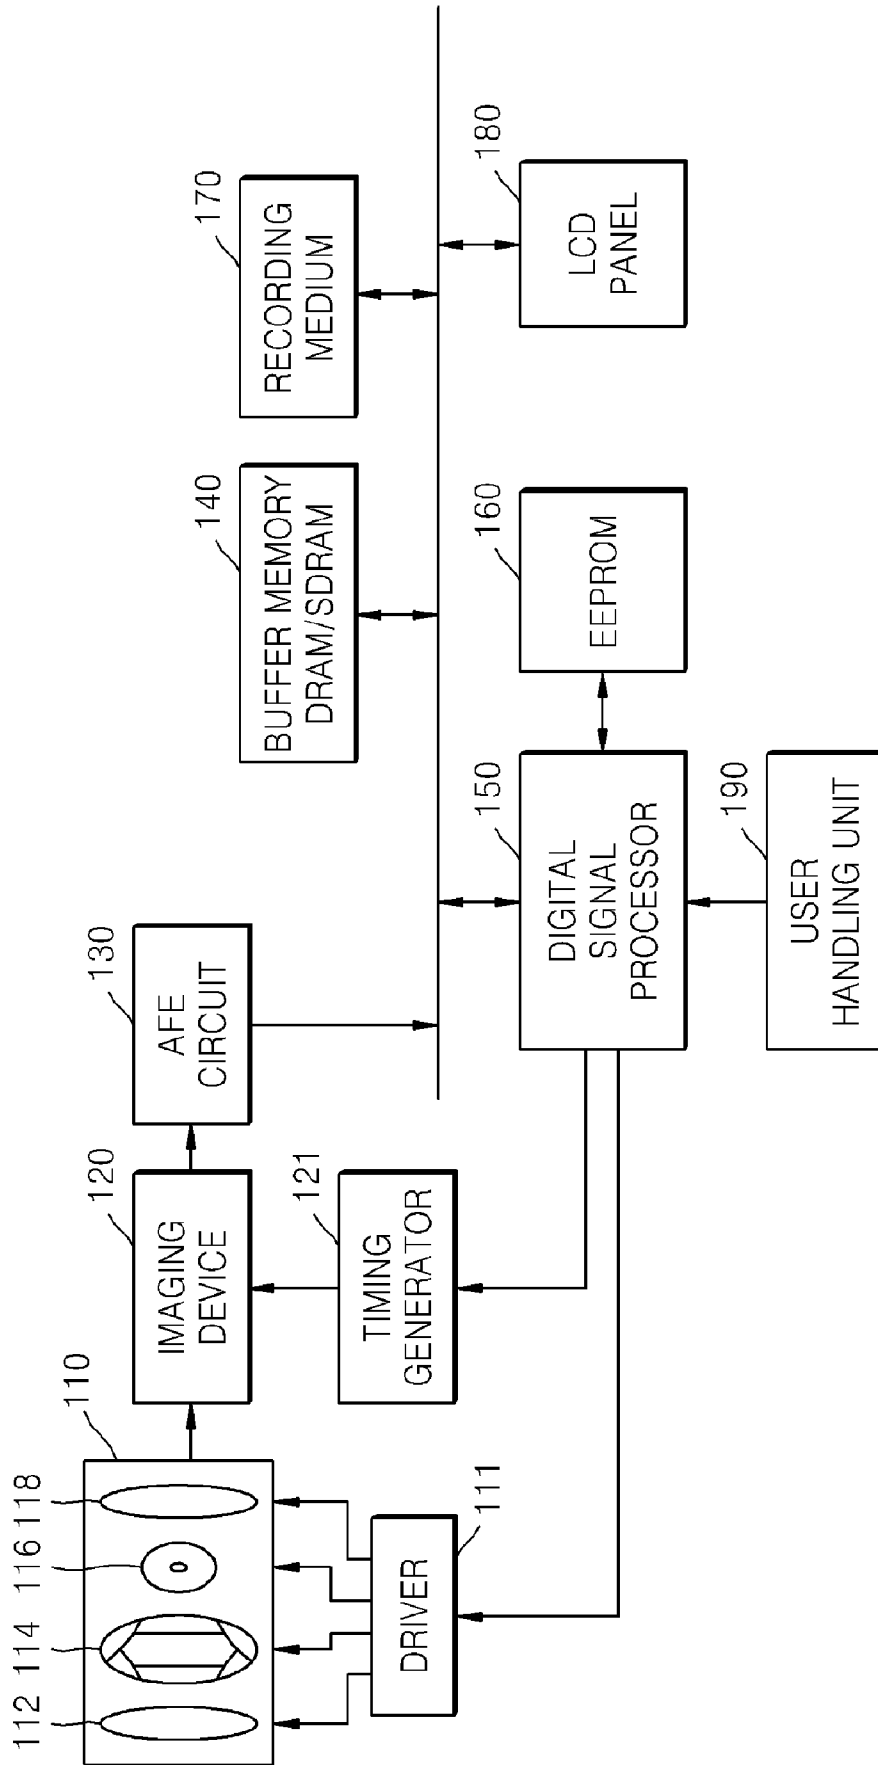 112
114
116
118
110
120
130
140
170
IMAGING
DEVICE
AFE
CIRCUIT
BUFFER MEMORY
DRAM/SDRAM
RECORDING
MEDIUM
121
TIMING
GENERATOR
111
DRIVER
150
DIGITAL
SIGNAL
PROCESSOR
160
EEPROM
180
LCD
PANEL
190
USER
HANDLING UNIT